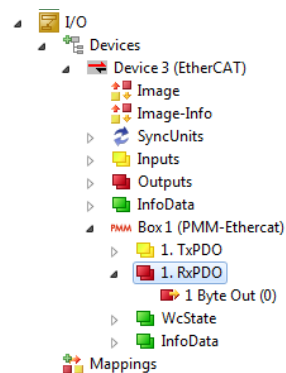 I/O
Devices
Device 3 (EtherCAT)
Image
Image-Info
SyncUnits
Inputs
Outputs
InfoData
PMM Box 1 (PMM-Ethercat)
1. TxPDO
1. RxPDO
1 Byte Out (0)
WcState
InfoData
Mappings